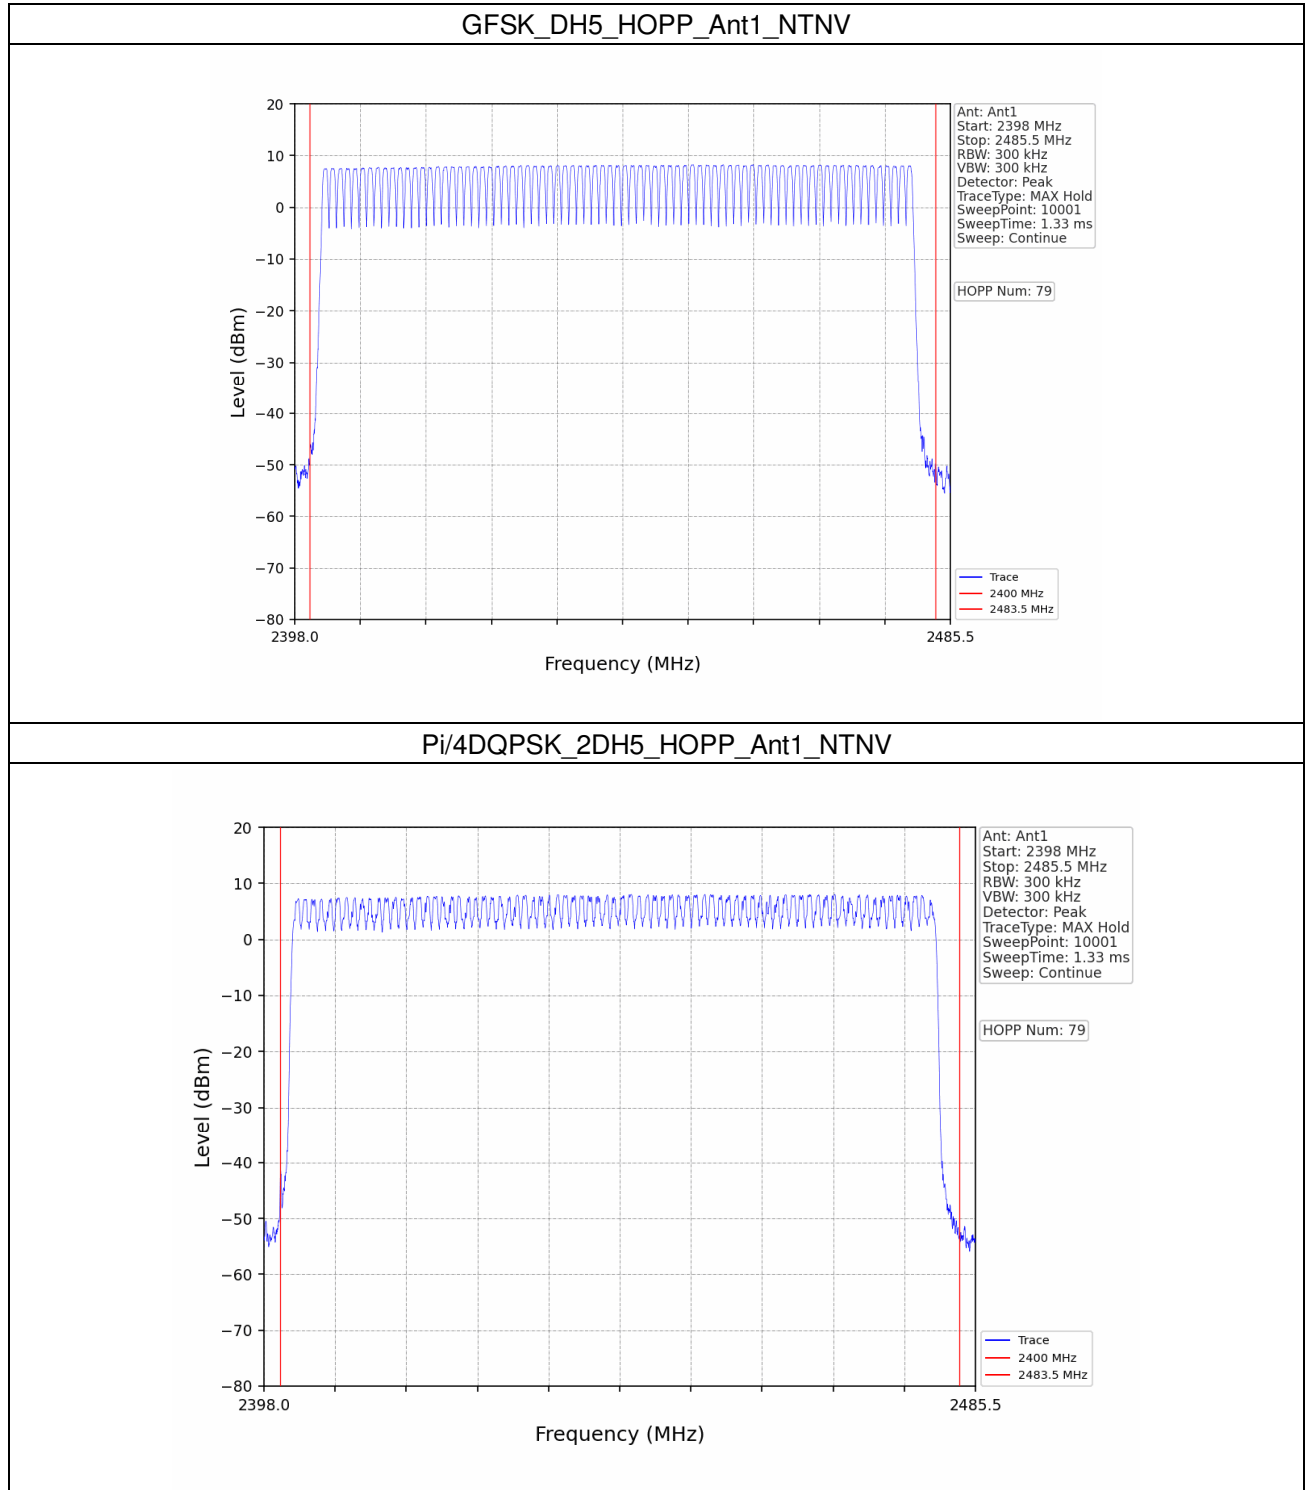 GFSK_DH5_HOPP_Ant1_NTNV
20
10
0
−10
−20
−30
−40
−50
−60
−70
−80
Level (dBm)
2398.0
2485.5
Frequency (MHz)
Ant: Ant1
Start: 2398 MHz
Stop: 2485.5 MHz
RBW: 300 kHz
VBW: 300 kHz
Detector: Peak
TraceType: MAX Hold
SweepPoint: 10001
SweepTime: 1.33 ms
Sweep: Continue
HOPP Num: 79
Trace
2400 MHz
2483.5 MHz
Pi/4DQPSK_2DH5_HOPP_Ant1_NTNV
20
10
0
−10
−20
−30
−40
−50
−60
−70
−80
Level (dBm)
2398.0
2485.5
Frequency (MHz)
Ant: Ant1
Start: 2398 MHz
Stop: 2485.5 MHz
RBW: 300 kHz
VBW: 300 kHz
Detector: Peak
TraceType: MAX Hold
SweepPoint: 10001
SweepTime: 1.33 ms
Sweep: Continue
HOPP Num: 79
Trace
2400 MHz
2483.5 MHz